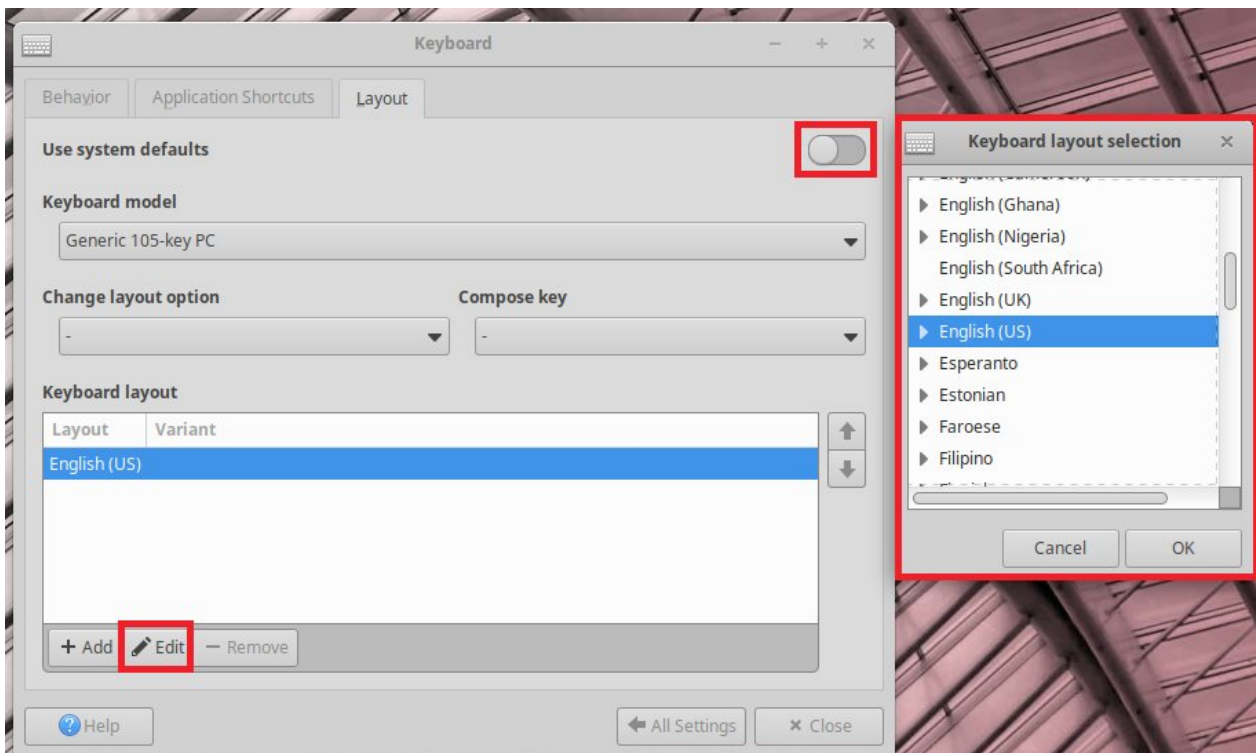 Keyboard
Behavior Application Shortcuts Layout
Use system defaults
Keyboard model
Generic 105-key PC
Change layout option Compose key
- -
Keyboard layout
Layout Variant
English (US)
+ Add Edit − Remove
Help All Settings × Close
Keyboard layout selection
English (Ghana)
English (Nigeria)
English (South Africa)
English (UK)
English (US)
Esperanto
Estonian
Faroese
Filipino
Cancel OK